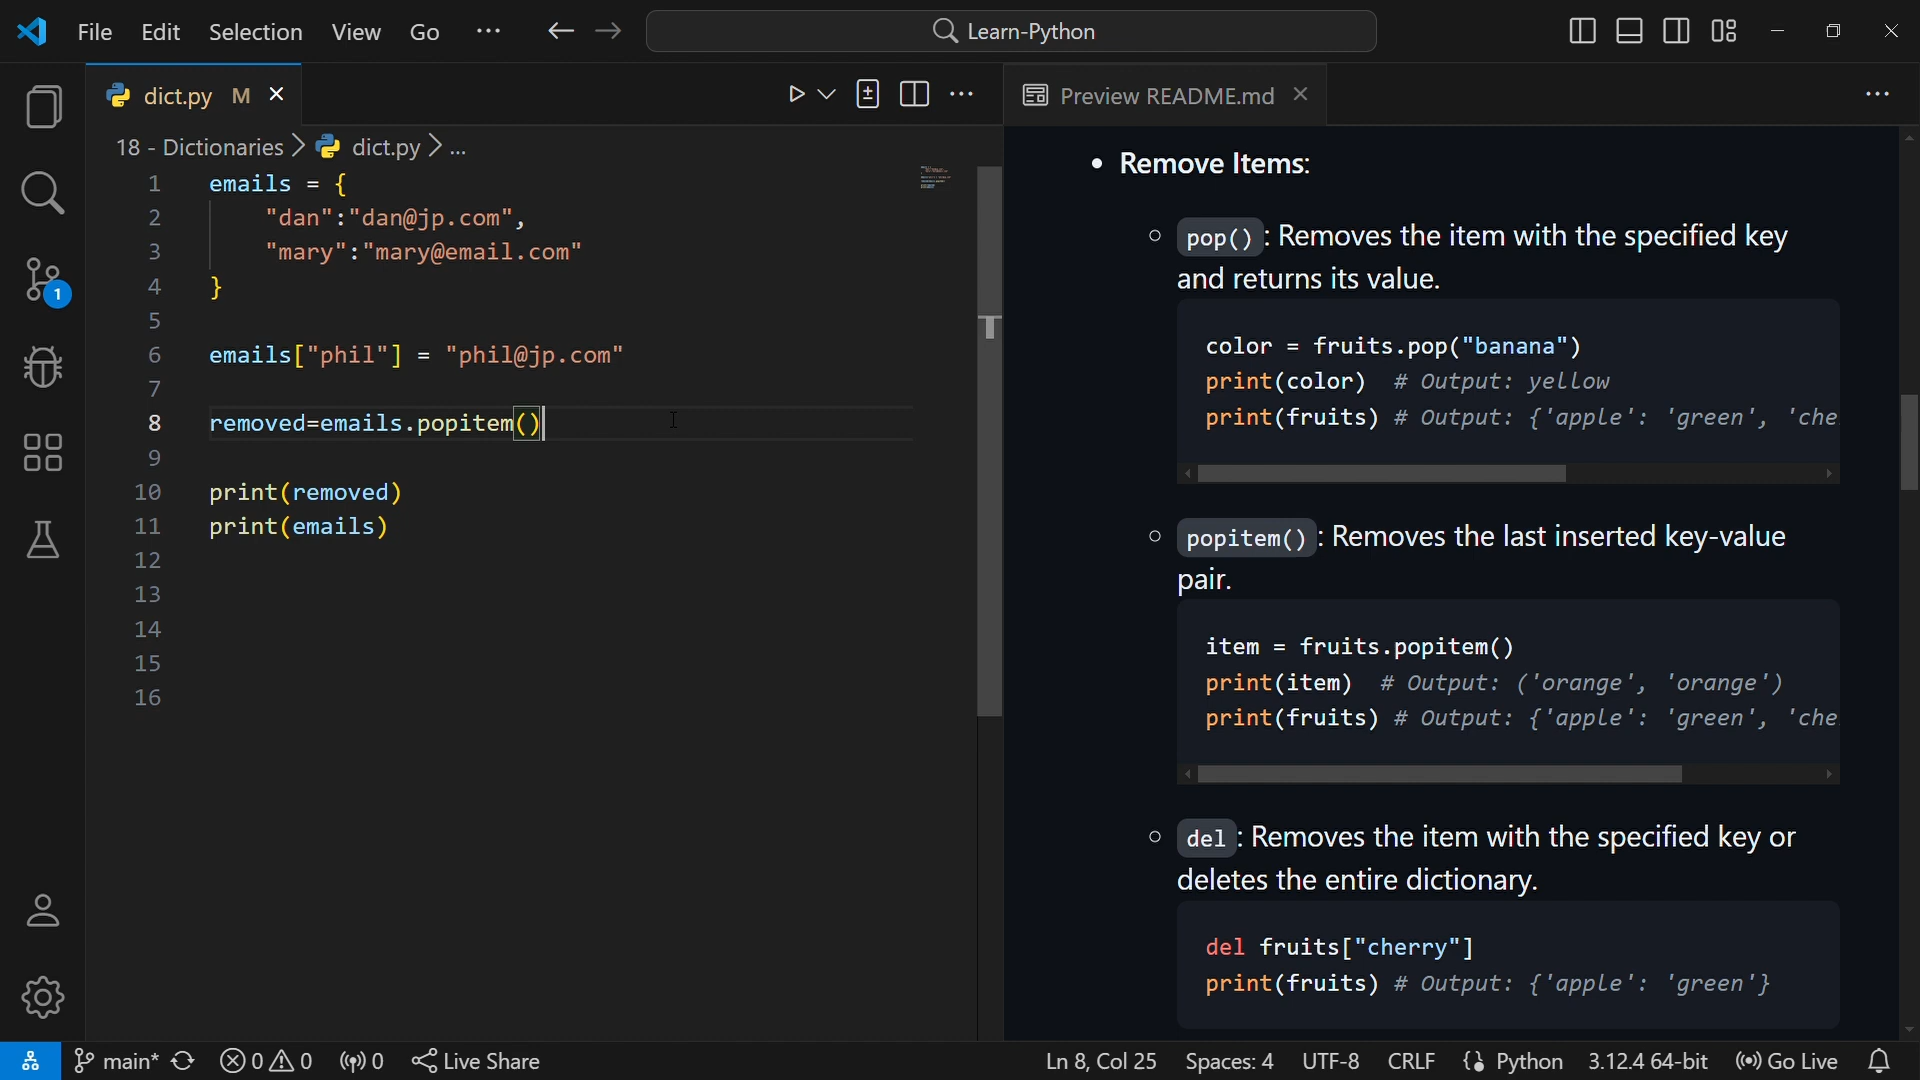 File Edit Selection View Go ··· Learn-Python
dict.py M
Preview README.md
18 - Dictionaries > dict.py > ...
1 emails = {
2 "dan":"dan@jp.com",
3 "mary":"mary@email.com"
4 }
5
6 emails["phil"] = "phil@jp.com"
7
8 removed=emails.popitem()
9
10 print(removed)
11 print(emails)
12
13
14
15
16
1
• Remove Items:
pop() : Removes the item with the specified key
and returns its value.
color = fruits.pop("banana")
print(color) # Output: yellow
print(fruits) # Output: {'apple': 'green', 'che
popitem() : Removes the last inserted key-value
pair.
item = fruits.popitem()
print(item) # Output: ('orange', 'orange')
print(fruits) # Output: {'apple': 'green', 'che
del : Removes the item with the specified key or
deletes the entire dictionary.
del fruits["cherry"]
print(fruits) # Output: {'apple': 'green'}
main* 0 0 0 Live Share Ln 8, Col 25 Spaces: 4 UTF-8 CRLF {} Python 3.12.4 64-bit Go Live